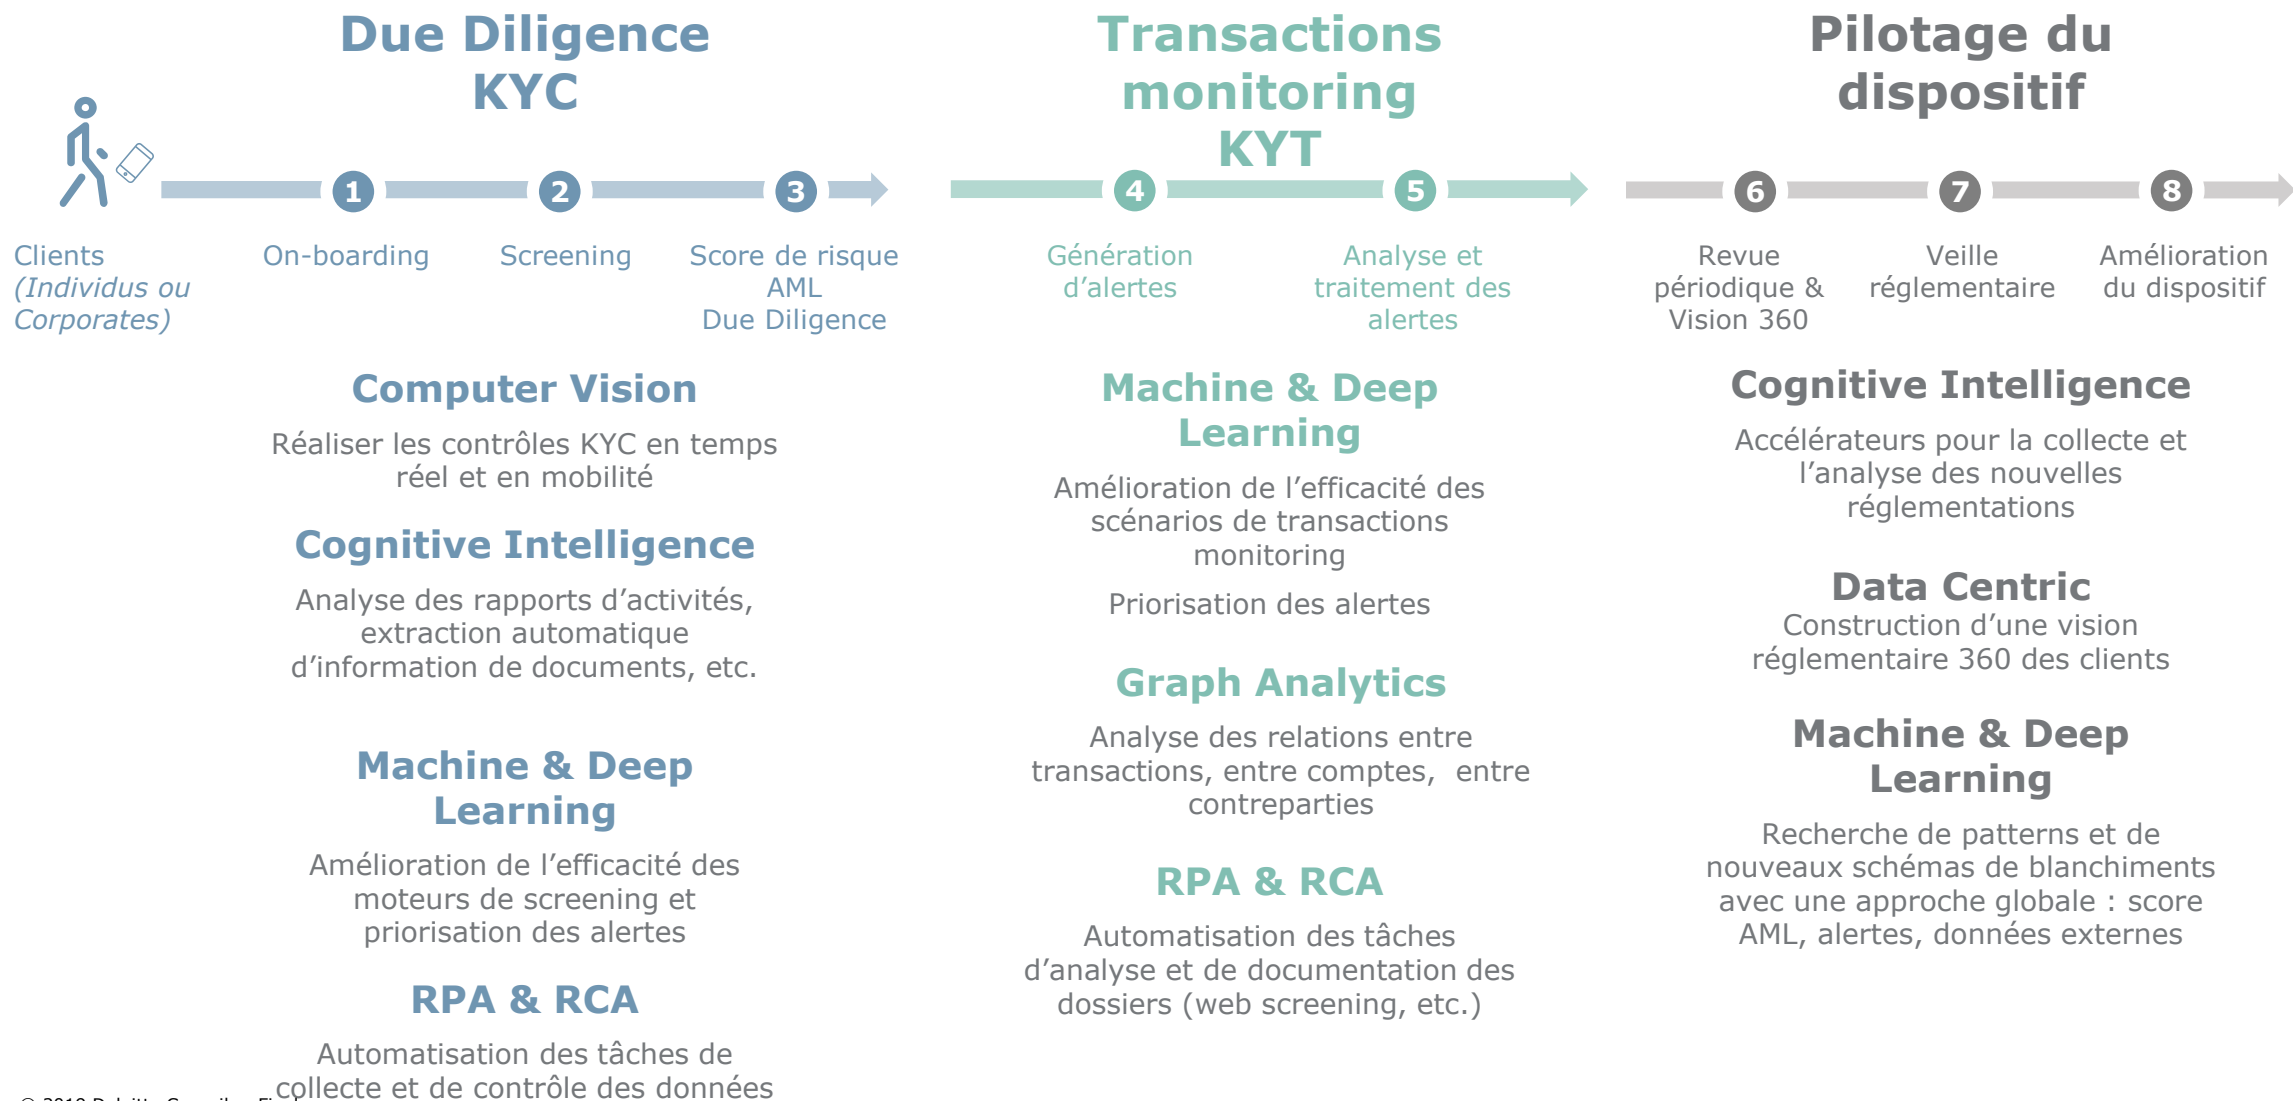 Due Diligence
KYC
1
2
3
Clients
(Individus ou
Corporates)
On-boarding
Screening
Score de risque
AML
Due Diligence
Computer Vision
Réaliser les contrôles KYC en temps
réel et en mobilité
Cognitive Intelligence
Analyse des rapports d’activités,
extraction automatique
d’information de documents, etc.
Machine & Deep
Learning
Amélioration de l’efficacité des
moteurs de screening et
priorisation des alertes
RPA & RCA
Automatisation des tâches de
collecte et de contrôle des données
Transactions
monitoring
KYT
4
5
Génération
d’alertes
Analyse et
traitement des
alertes
Machine & Deep
Learning
Amélioration de l’efficacité des
scénarios de transactions
monitoring
Priorisation des alertes
Graph Analytics
Analyse des relations entre
transactions, entre comptes,  entre
contreparties
RPA & RCA
Automatisation des tâches
d’analyse et de documentation des
dossiers (web screening, etc.)
Pilotage du
dispositif
6
7
8
Revue
périodique &
Vision 360
Veille
réglementaire
Amélioration
du dispositif
Cognitive Intelligence
Accélérateurs pour la collecte et
l’analyse des nouvelles
réglementations
Data Centric
Construction d’une vision
réglementaire 360 des clients
Machine & Deep
Learning
Recherche de patterns et de
nouveaux schémas de blanchiments
avec une approche globale : score
AML, alertes, données externes